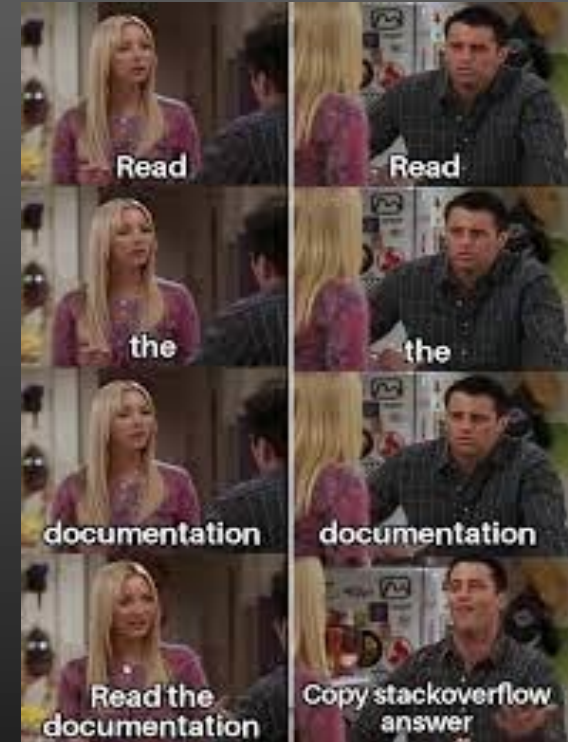 Read
Read
the
the
documentation
documentation
Read the
documentation
Copy stackoverflow
answer